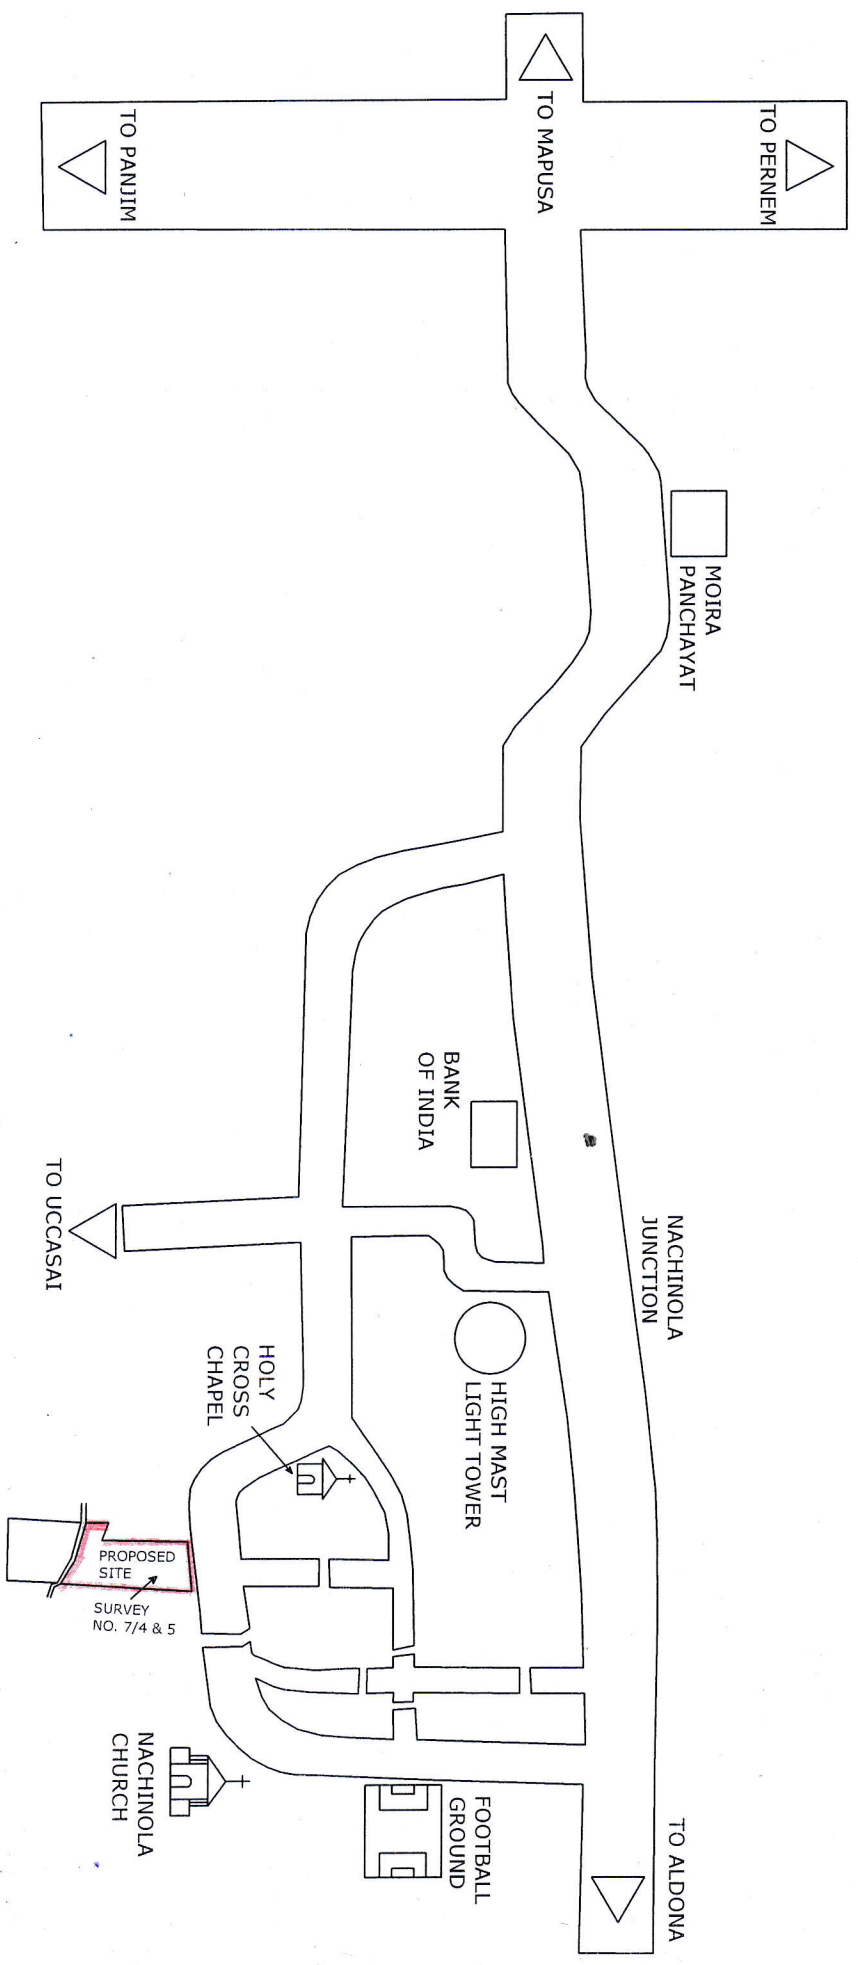 TO PERNEM
TO MAPUSA
TO PANJIM
MOIRA
PANCHAYAT
BANK
OF INDIA
NACHINOLA
JUNCTION
TO UCCASAI
HIGH MAST
LIGHT TOWER
HOLY
CROSS
CHAPEL
PROPOSED
SITE
SURVEY
NO. 7/4 & 5
NACHINOLA
CHURCH
FOOTBALL
GROUND
TO ALDONA